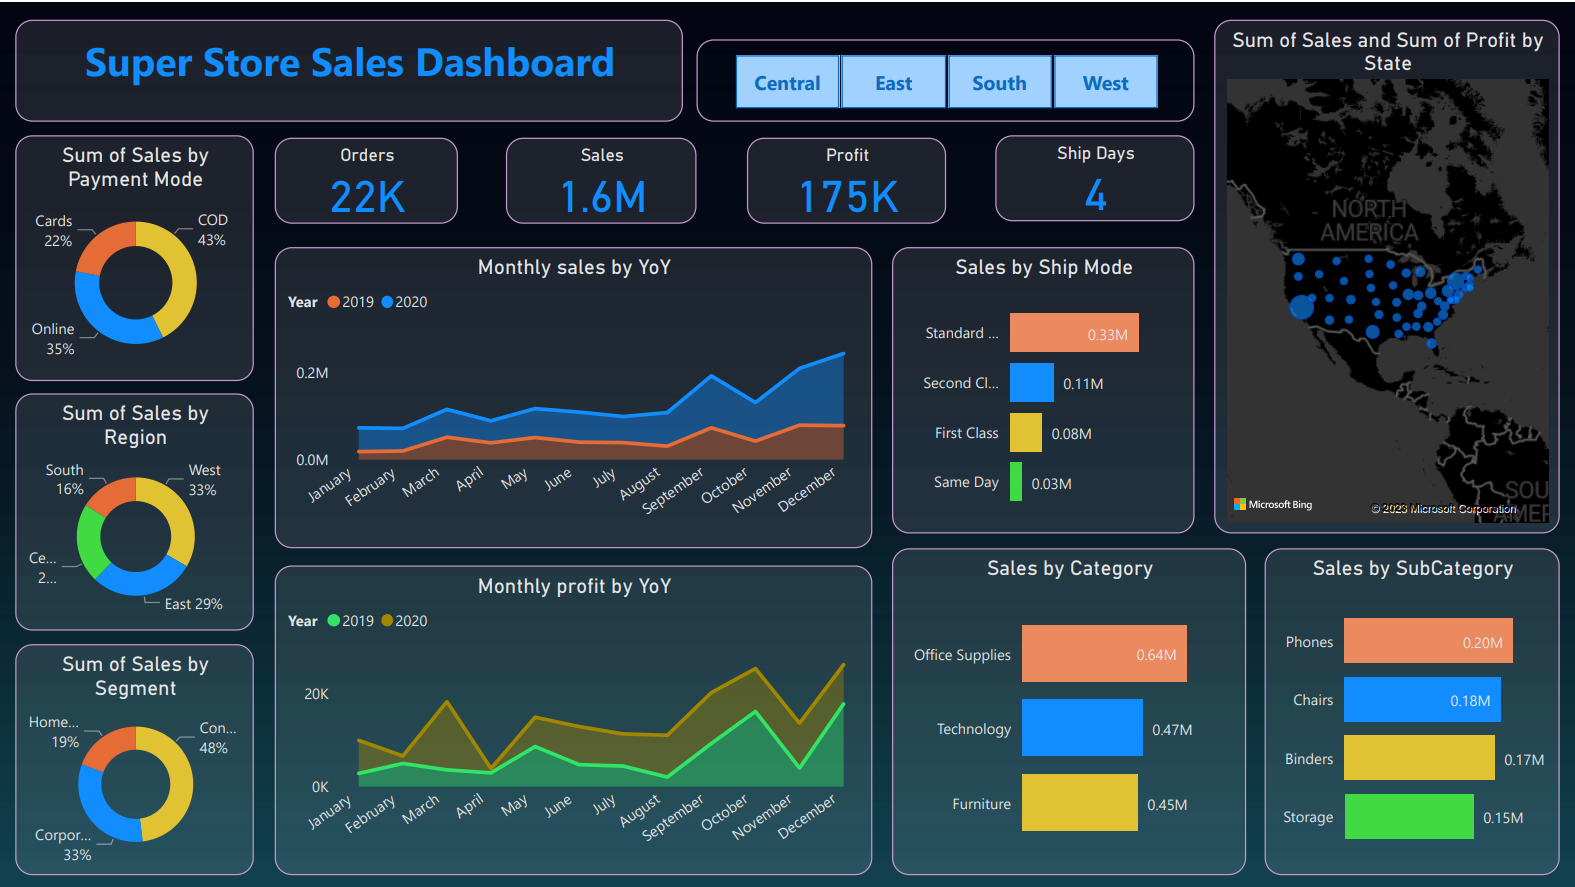 Super Store Sales Dashboard
Central
East
South
West
Sum of Sales and Sum of Profit by
State
NORTH
AMERICA
Microsoft Bing
© 2023 Microsoft Corporation
SOU
AMER
Sum of Sales by
Payment Mode
Cards
22%
COD
43%
Online
35%
Orders
22K
Sales
1.6M
Profit
175K
Ship Days
4
Monthly sales by YoY
Year 2019 2020
0.2M
0.0M
January
February
March
April
May
June
July
August
September
October
November
December
Sales by Ship Mode
Standard ... 0.33M
Second Cl... 0.11M
First Class 0.08M
Same Day 0.03M
Sum of Sales by
Region
South
16%
West
33%
Ce...
2...
East 29%
Monthly profit by YoY
Year 2019 2020
20K
0K
January
February
March
April
May
June
July
August
September
October
November
December
Sum of Sales by
Segment
Home...
19%
Con...
48%
Corpor...
33%
Sales by Category
Office Supplies 0.64M
Technology 0.47M
Furniture 0.45M
Sales by SubCategory
Phones 0.20M
Chairs 0.18M
Binders 0.17M
Storage 0.15M